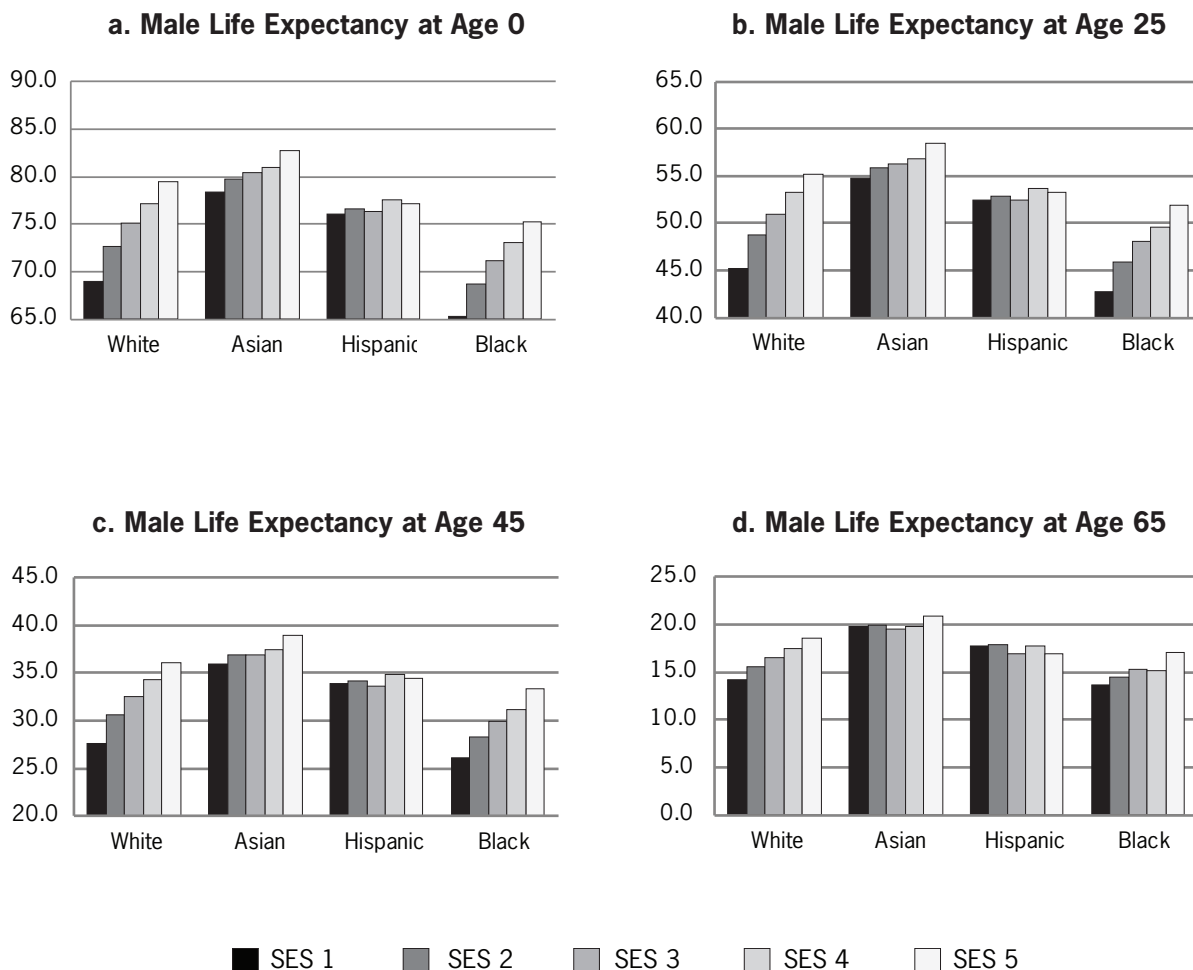 a. Male Life Expectancy at Age 0
90.0
85.0
80.0
75.0
70.0
65.0
White Asian Hispanic Black
b. Male Life Expectancy at Age 25
65.0
60.0
55.0
50.0
45.0
40.0
White Asian Hispanic Black
c. Male Life Expectancy at Age 45
45.0
40.0
35.0
30.0
25.0
20.0
White Asian Hispanic Black
d. Male Life Expectancy at Age 65
25.0
20.0
15.0
10.0
5.0
0.0
White Asian Hispanic Black
SES 1 SES 2 SES 3 SES 4 SES 5